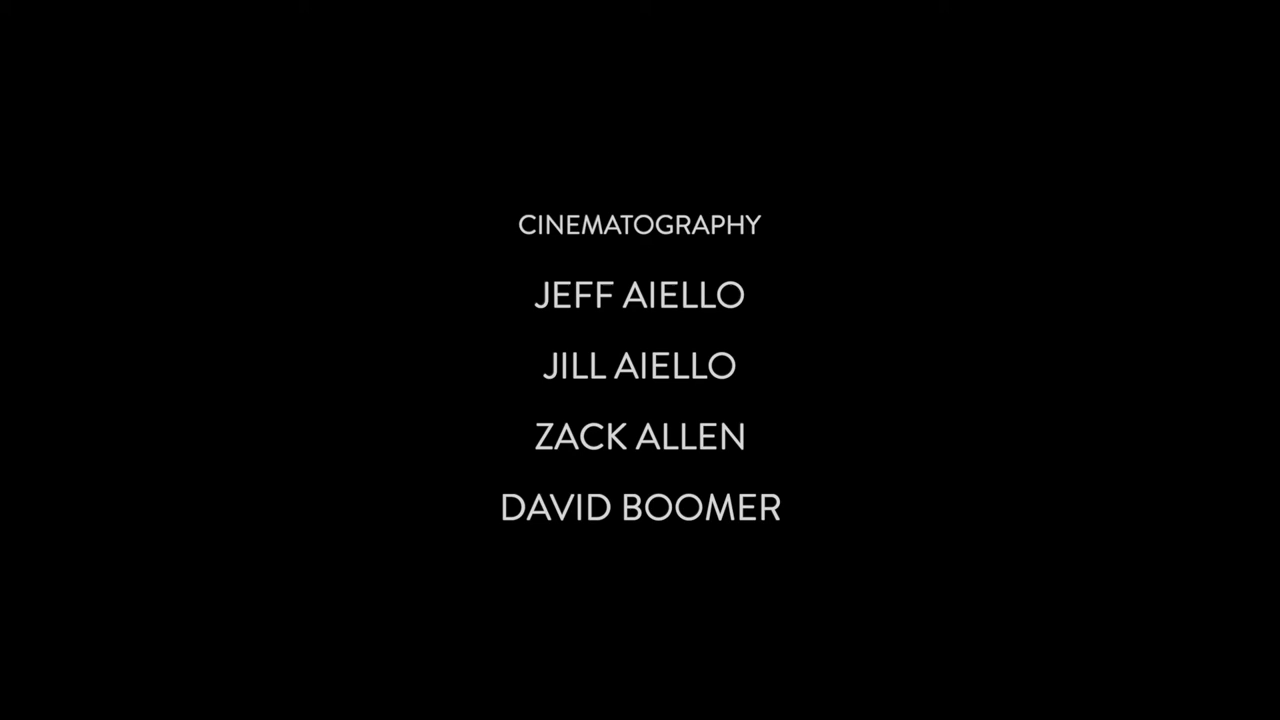 CINEMATOGRAPHY
JEFF AIELLO
JILL AIELLO
ZACK ALLEN
DAVID BOOMER